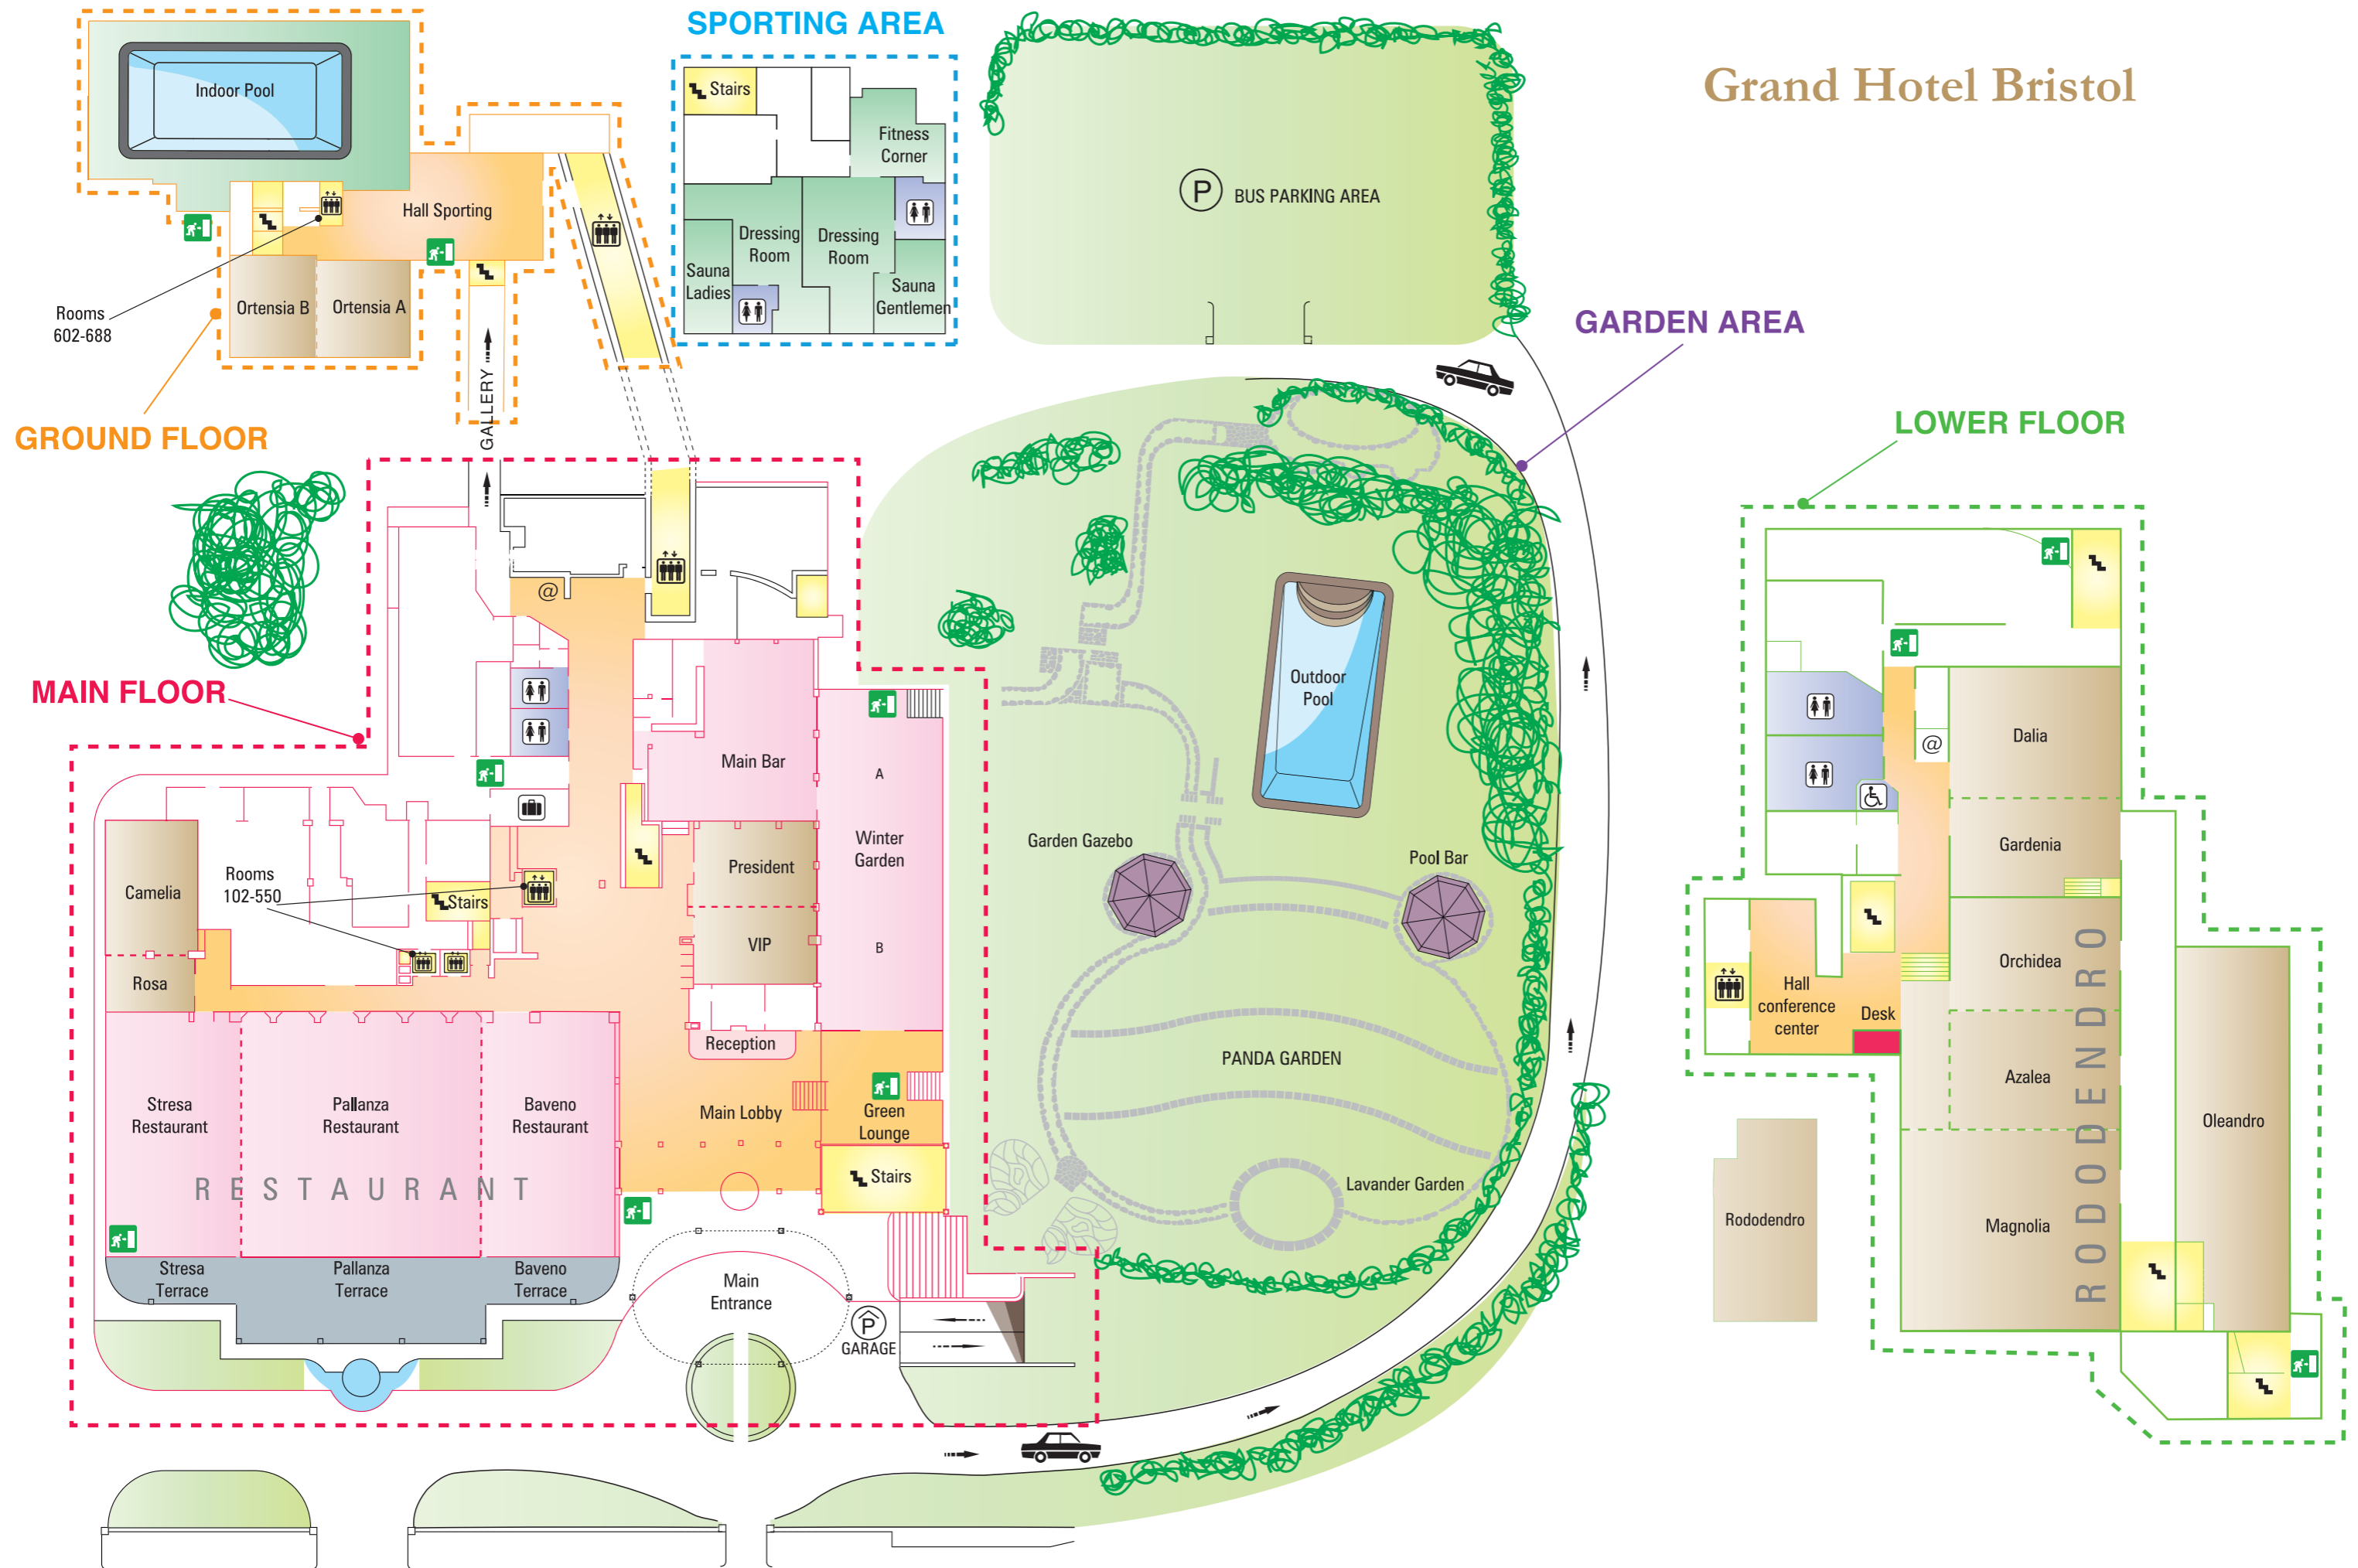 SPORTING AREA
Grand Hotel Bristol
Indoor Pool
Stairs
Fitness
Corner
Hall Sporting
P BUS PARKING AREA
Dressing
Room
Dressing
Room
Sauna
Ladies
Sauna
Gentlemen
Ortensia B
Ortensia A
Rooms
602-688
GARDEN AREA
GALLERY
GROUND FLOOR
LOWER FLOOR
@
MAIN FLOOR
Outdoor
Pool
Dalia
@
Main Bar
A
Winter
Garden
B
Garden Gazebo
Pool Bar
Gardenia
President
VIP
Camelia
Rosa
Rooms
102-550
Stairs
Orchidea
Hall
conference
center
Desk
Reception
PANDA GARDEN
Azalea
RODODENDRO
Oleandro
Stresa
Restaurant
Pallanza
Restaurant
Baveno
Restaurant
Main Lobby
Green
Lounge
RESTAURANT
Stairs
Lavander Garden
Rododendro
Magnolia
Stresa
Terrace
Pallanza
Terrace
Baveno
Terrace
Main
Entrance
P
GARAGE